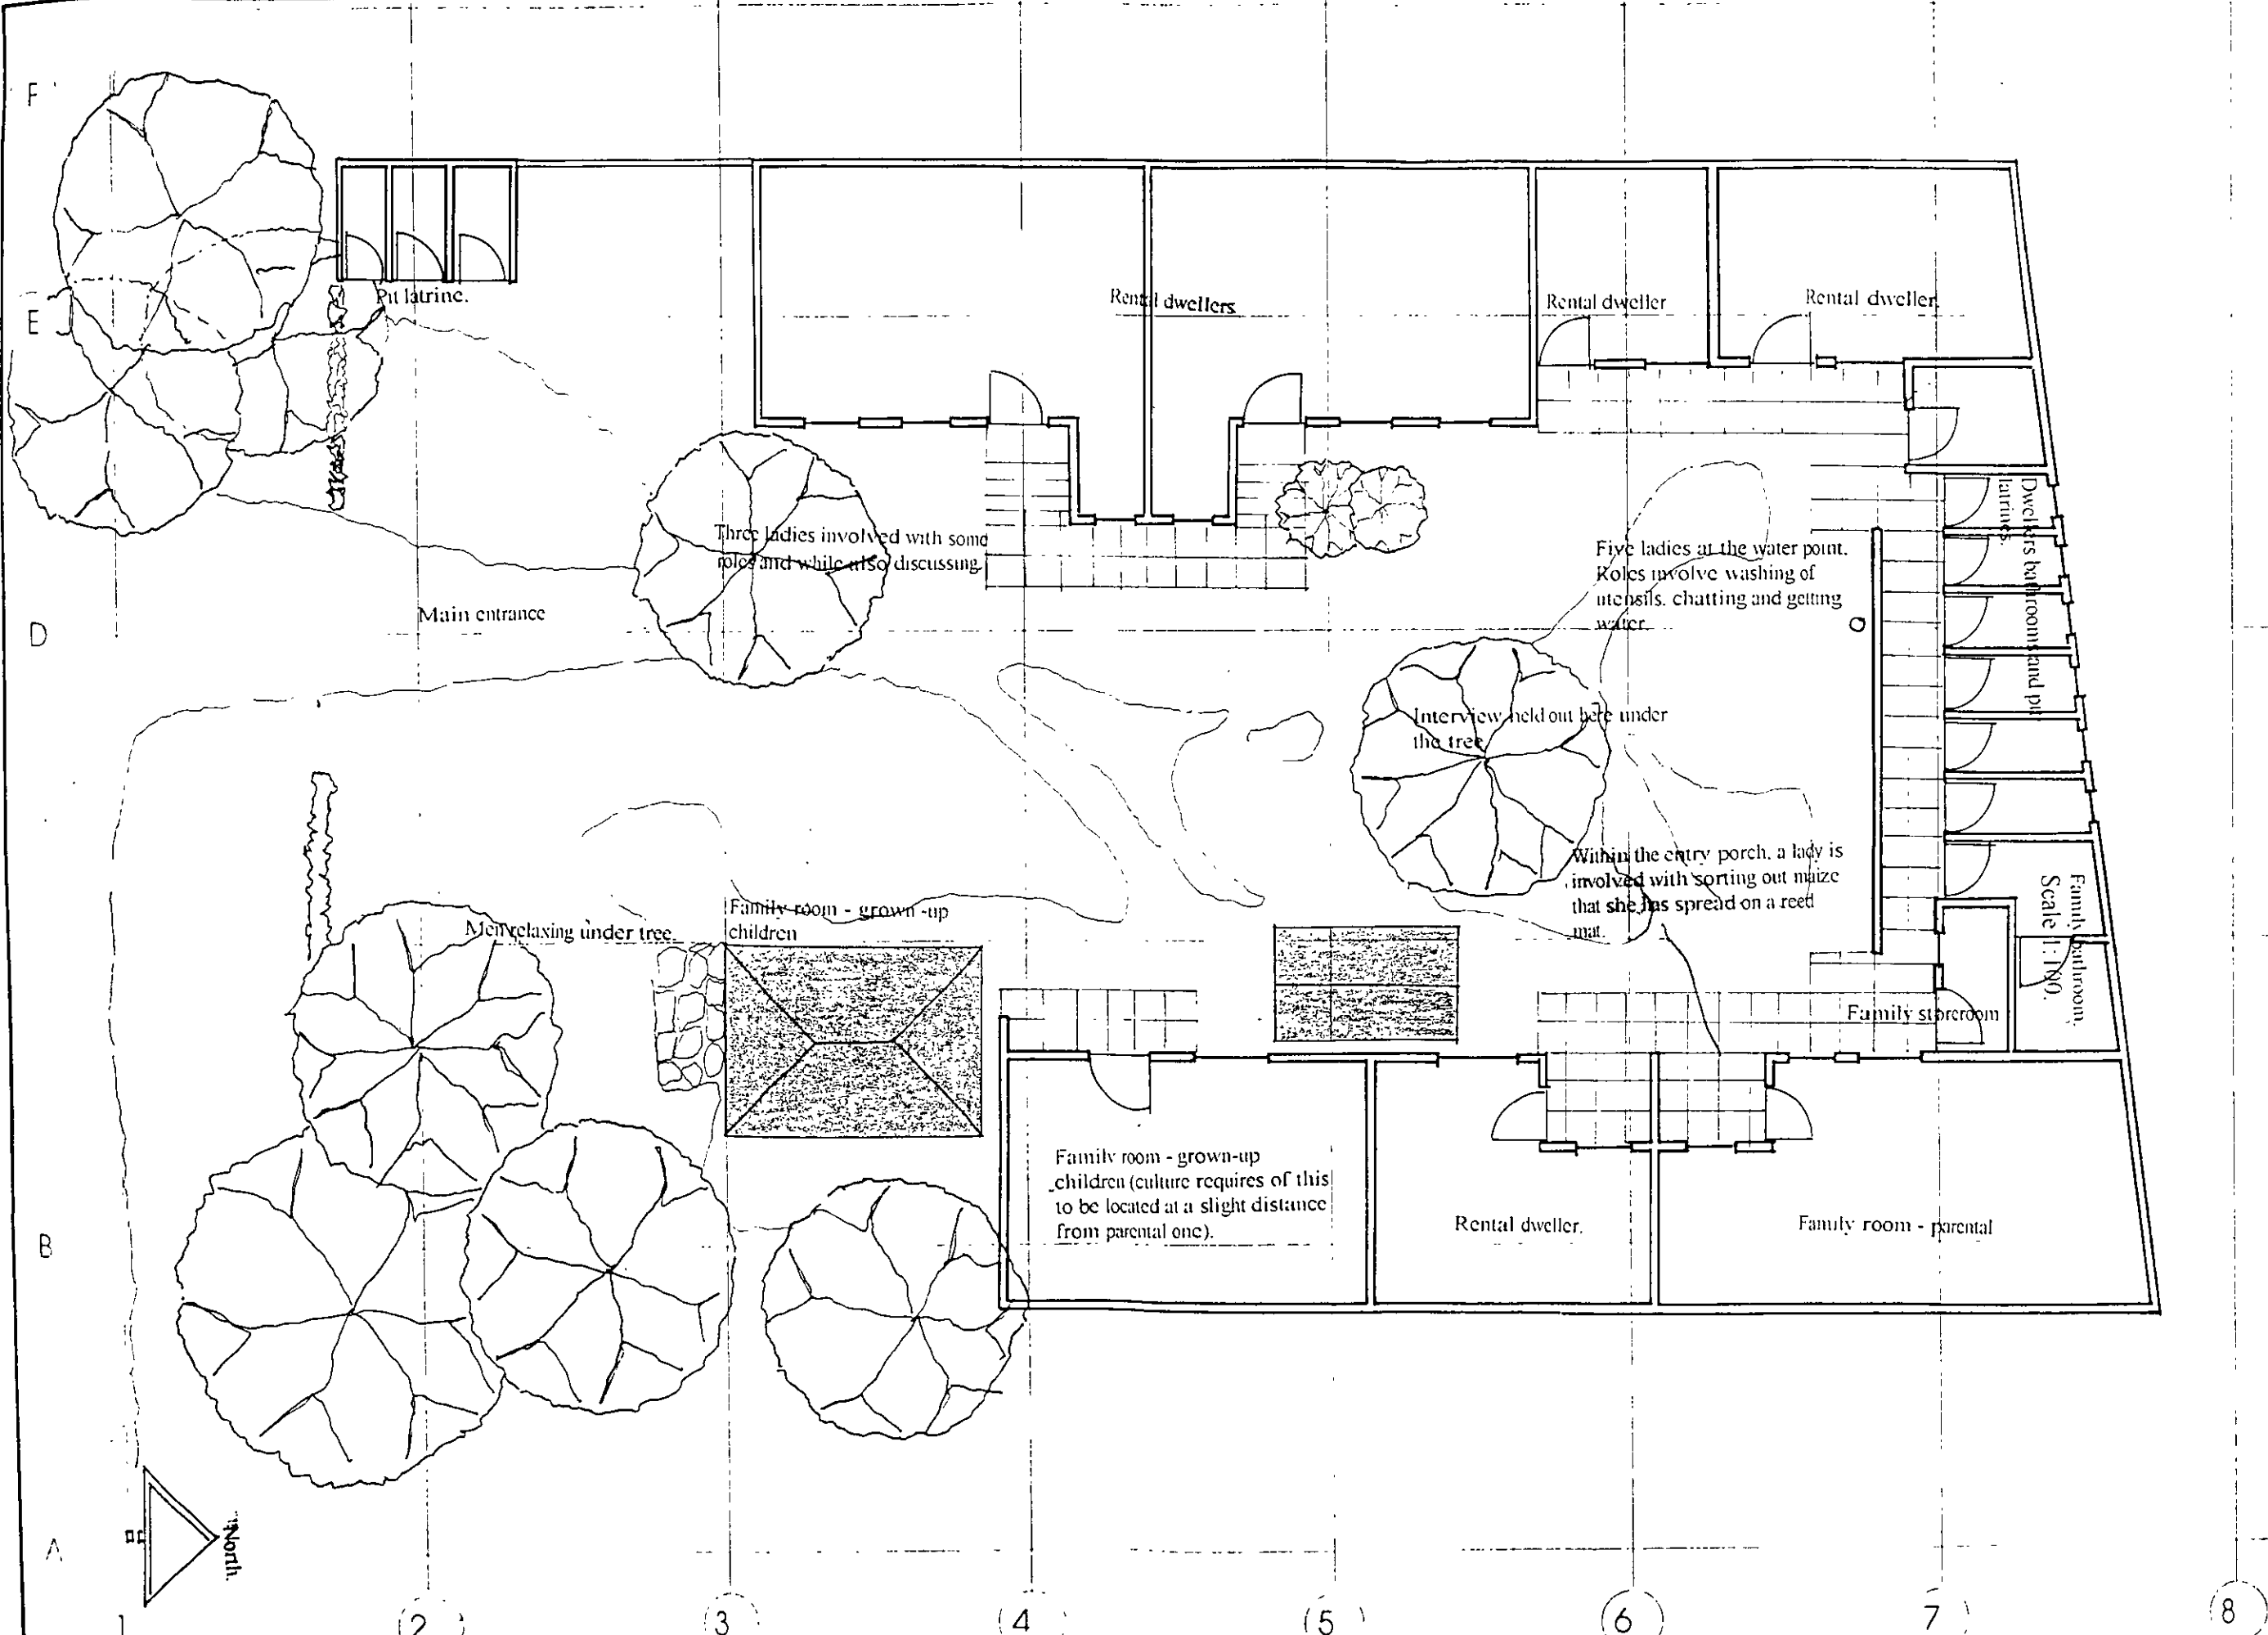 F
Pit latrine.
E
Rental dwellers
Rental dweller
Rental dweller.
Three ladies involved with some
roles and while also discussing.
Main entrance
D
Five ladies at the water point.
Roles involve washing of
utensils. chatting and getting
water.
Dwellers bathrooms and pit
latrines.
Interview held out here under
the tree
Within the entry porch. a lady is
involved with sorting out maize
that she has spread on a reed
mat.
Men relaxing under tree.
Family room - grown -up
children
Family bathroom.
Scale 1: 100.
Family storeroom
Family room - grown-up
children (culture requires of this
to be located at a slight distance
from parental one).
Rental dweller.
Family room - parental
B
North.
A
1
2
3
4
5
6
7
8